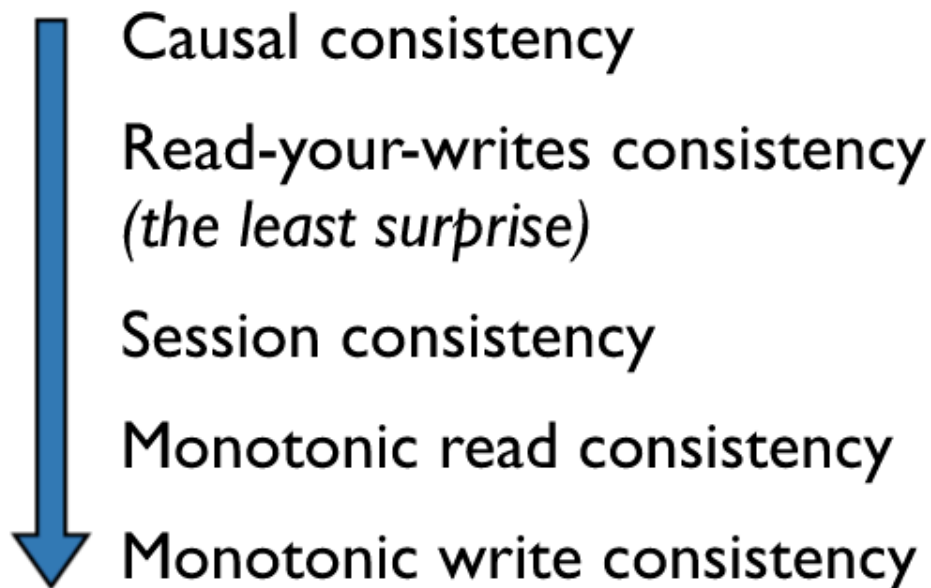 Causal consistency
Read-your-writes consistency
(the least surprise)
Session consistency
Monotonic read consistency
Monotonic write consistency